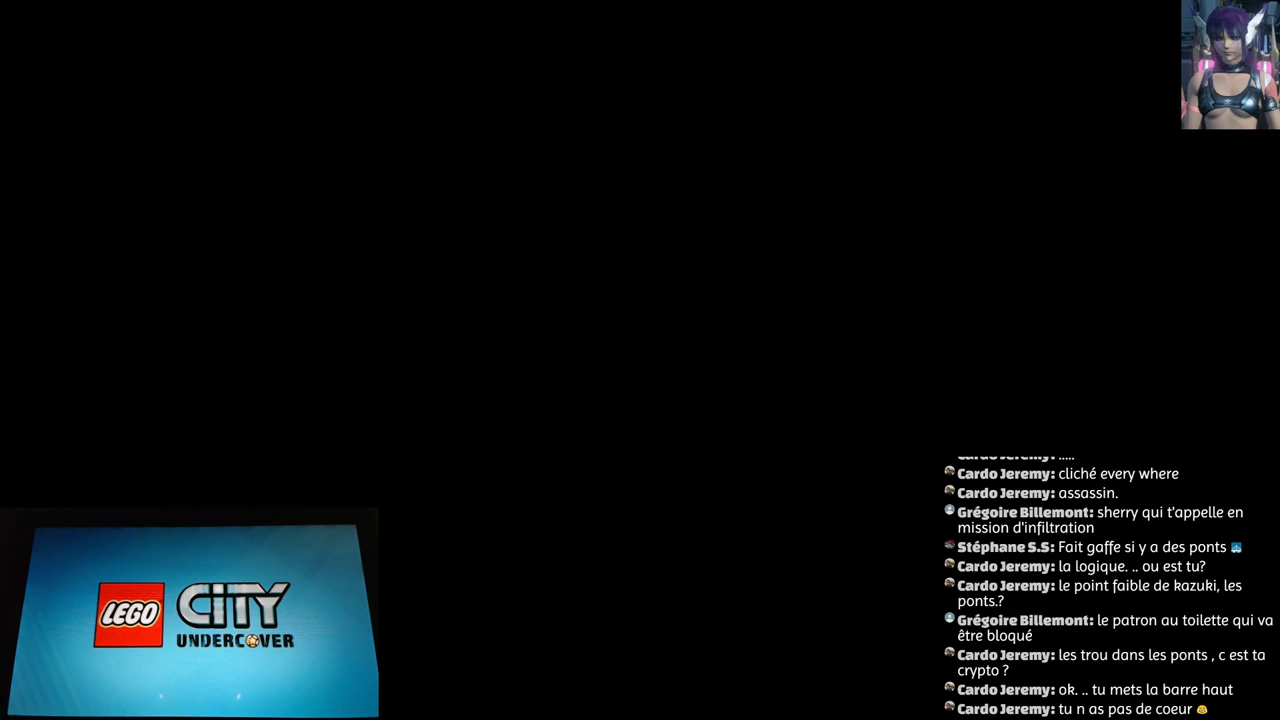 LEGO CITY
UNDERCOVER
Cardo Jeremy: .....
Cardo Jeremy: cliché every where
Cardo Jeremy: assassin.
Grégoire Billemont: sherry qui t'appelle en
mission d'infiltration
Stéphane S.S: Fait gaffe si y a des ponts
Cardo Jeremy: la logique. .. ou est tu?
Cardo Jeremy: le point faible de kazuki, les
ponts.?
Grégoire Billemont: le patron au toilette qui va
être bloqué
Cardo Jeremy: les trou dans les ponts , c est ta
crypto ?
Cardo Jeremy: ok. .. tu mets la barre haut
Cardo Jeremy: tu n as pas de coeur